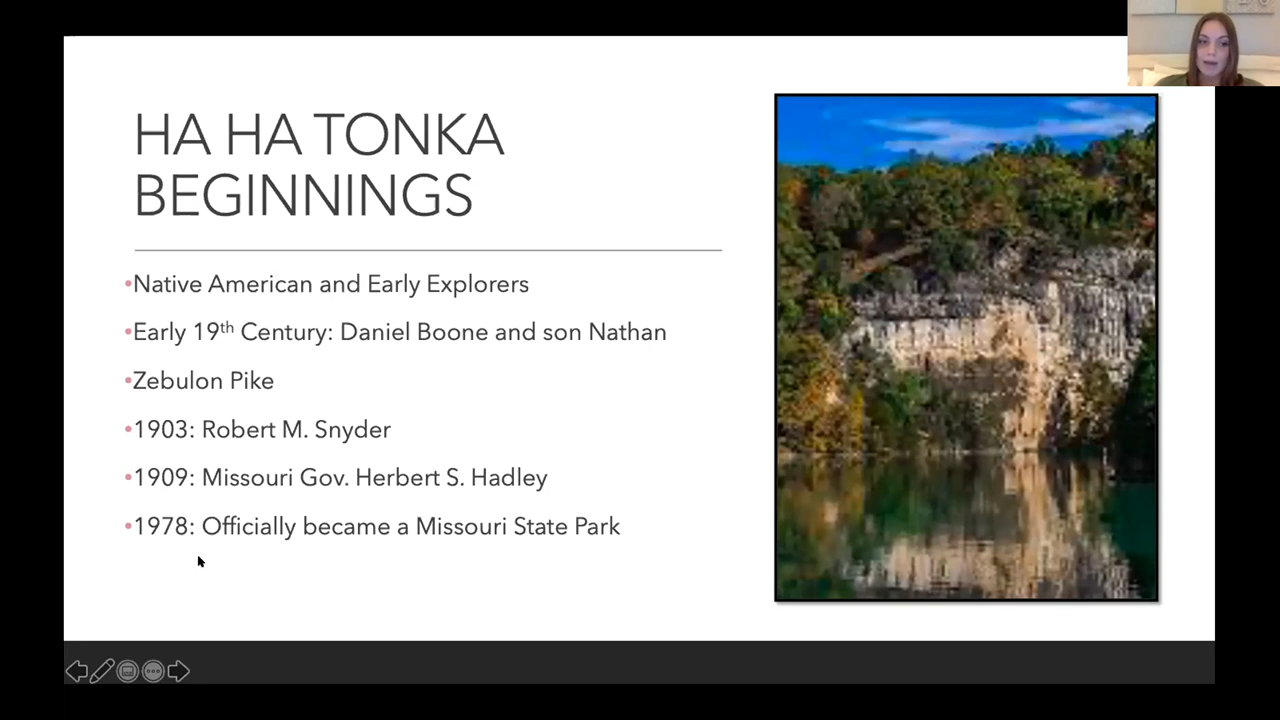 HA HA TONKA
BEGINNINGS
•Native American and Early Explorers
•Early 19th Century: Daniel Boone and son Nathan
•Zebulon Pike
•1903: Robert M. Snyder
•1909: Missouri Gov. Herbert S. Hadley
•1978: Officially became a Missouri State Park